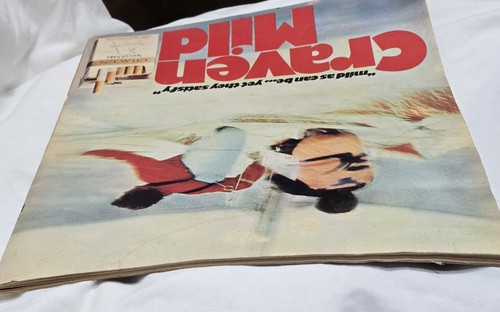 Craven
Mild
"mild as can be... yet they satisfy"